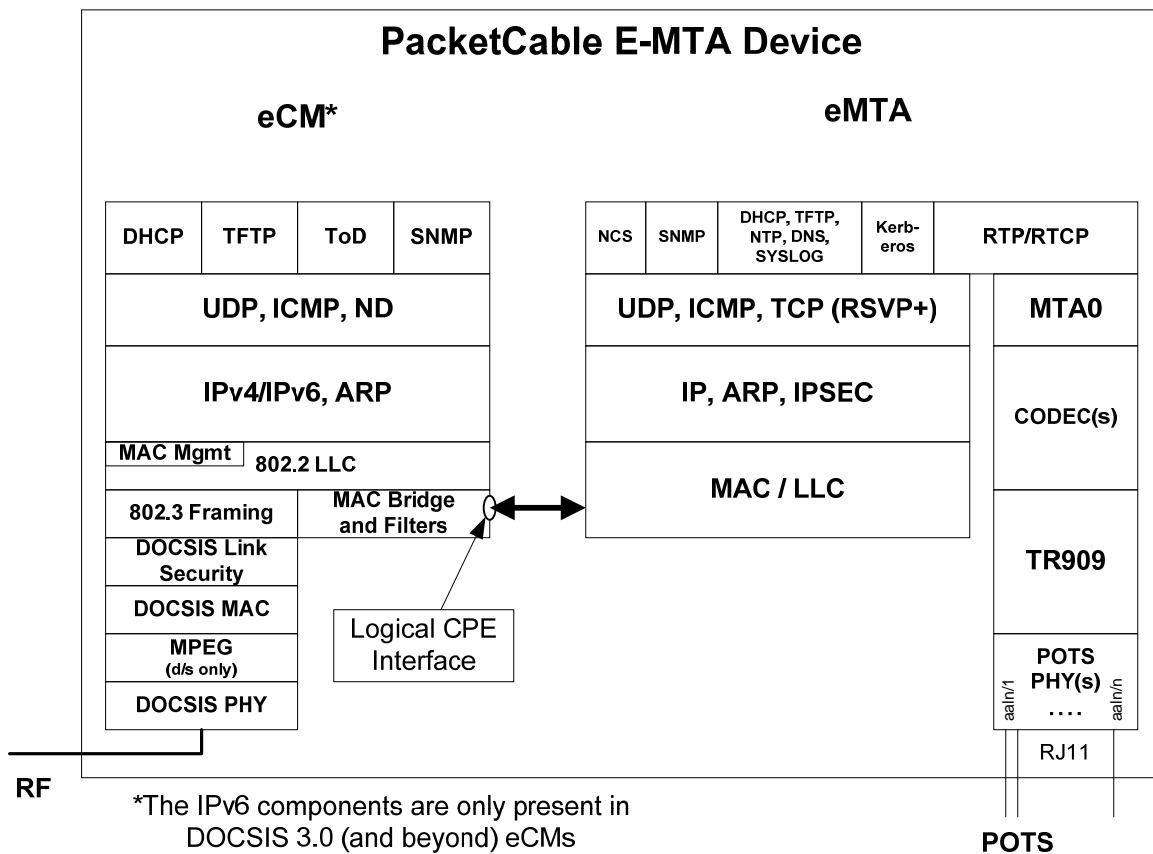 PacketCable E-MTA Device
eCM*
eMTA
DHCP
TFTP
ToD
SNMP
UDP, ICMP, ND
IPv4/IPv6, ARP
MAC Mgmt
802.2 LLC
802.3 Framing
MAC Bridge
and Filters
DOCSIS Link
Security
DOCSIS MAC
MPEG
(d/s only)
DOCSIS PHY
Logical CPE
Interface
NCS
SNMP
DHCP, TFTP,
NTP, DNS,
SYSLOG
Kerb-
eros
RTP/RTCP
UDP, ICMP, TCP (RSVP+)
IP, ARP, IPSEC
MAC / LLC
MTA0
CODEC(s)
TR909
POTS
PHY(s)
....
aaln/1
aaln/n
RJ11
RF
POTS
*The IPv6 components are only present in
DOCSIS 3.0 (and beyond) eCMs